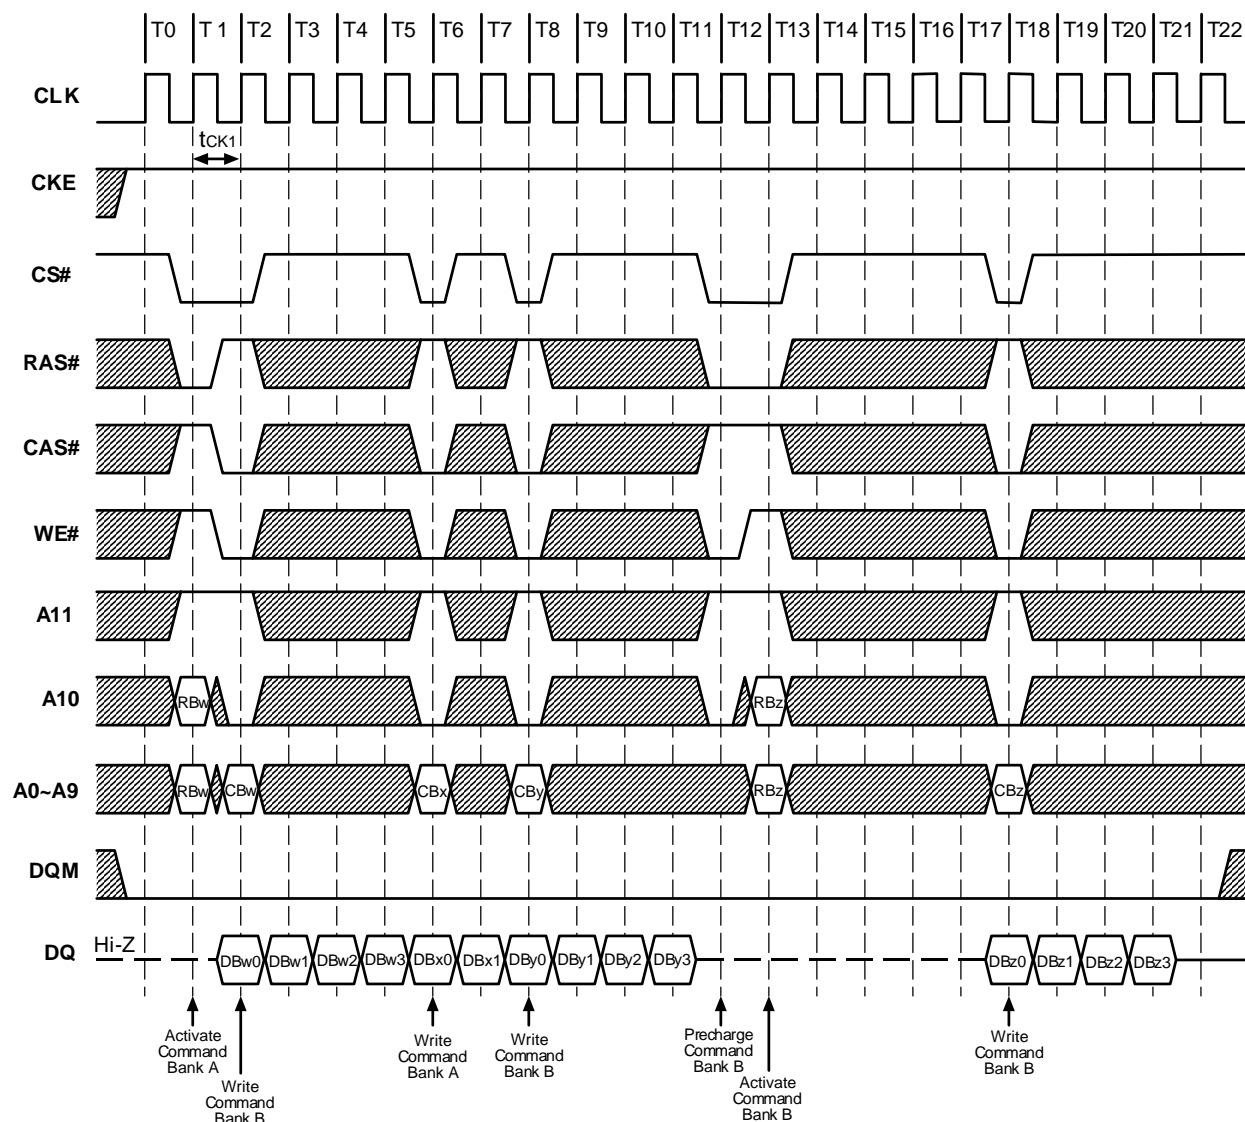 T0 T 1 T2 T3 T4 T5 T6 T7 T8 T9 T10 T11 T12 T13 T14 T15 T16 T17 T18 T19 T20 T21 T22
CLK
tCK1
CKE
CS#
RAS#
CAS#
WE#
A11
A10 RBw RBz
A0~A9 RBw CBw CBx CBy RBz CBz
DQM
DQ Hi-Z DBw0 DBw1 DBw2 DBw3 DBx0 DBx1 DBy0 DBy1 DBy2 DBy3 DBz0 DBz1 DBz2 DBz3
Activate
Command
Bank A
Write
Command
Bank B
Write
Command
Bank A
Write
Command
Bank B
Precharge
Command
Bank B
Activate
Command
Bank B
Write
Command
Bank B